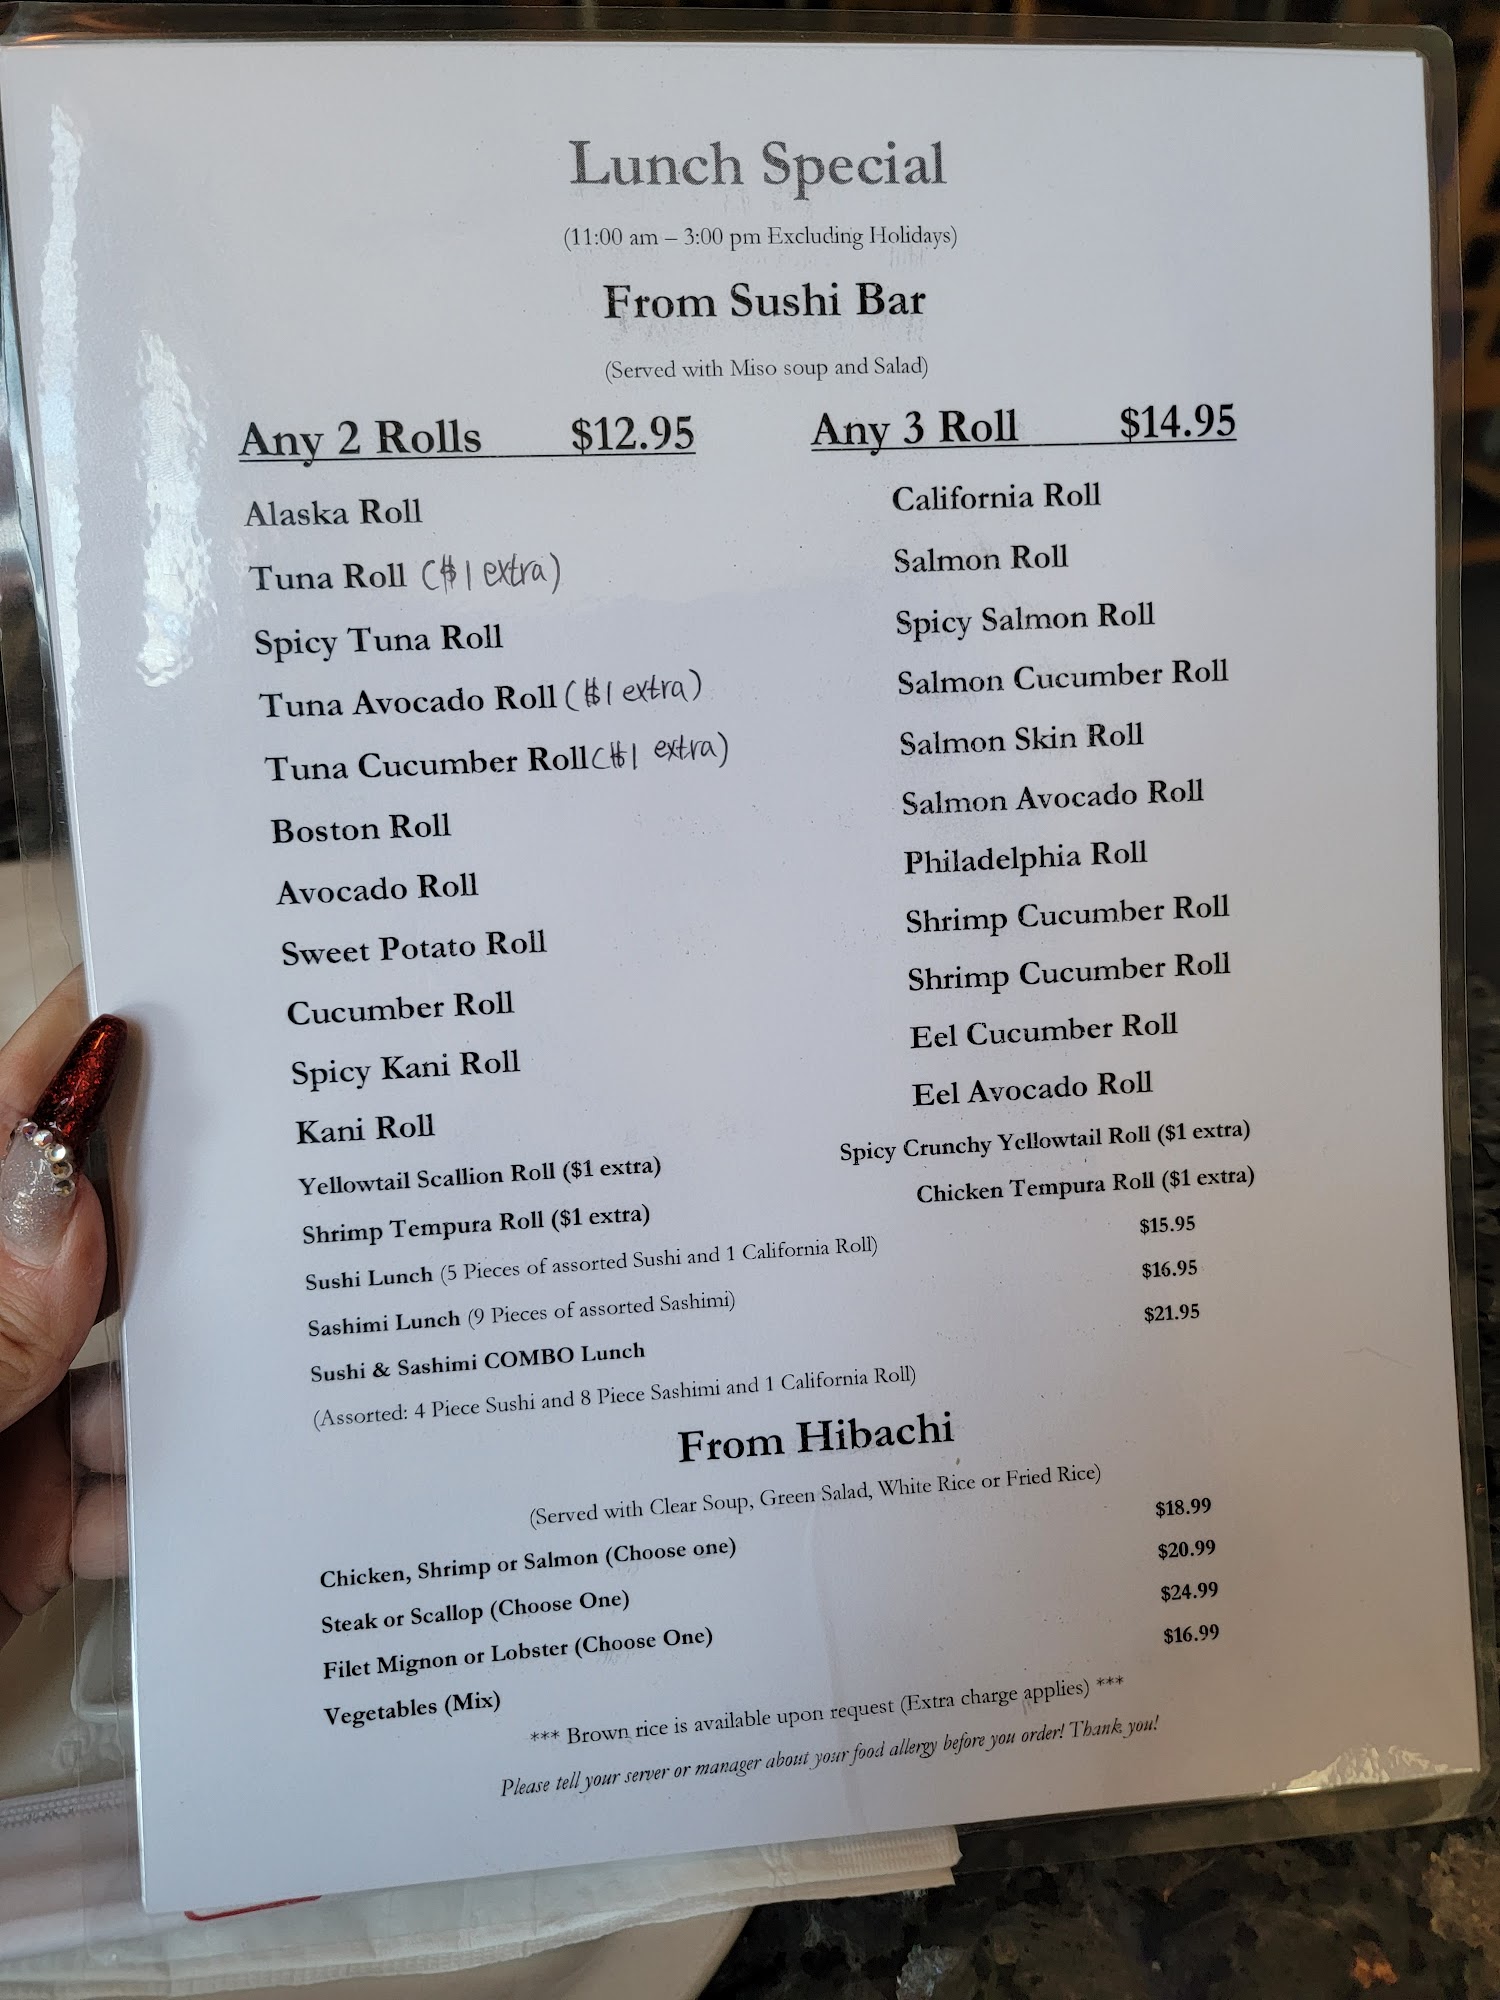 Lunch Special
(11:00 am – 3:00 pm Excluding Holidays)
From Sushi Bar
(Served with Miso soup and Salad)
Any 2 Rolls $12.95
Any 3 Roll $14.95
Alaska Roll
California Roll
Tuna Roll ($1 extra)
Salmon Roll
Spicy Tuna Roll
Spicy Salmon Roll
Tuna Avocado Roll ($1 extra)
Salmon Cucumber Roll
Tuna Cucumber Roll ($1 extra)
Salmon Skin Roll
Boston Roll
Salmon Avocado Roll
Avocado Roll
Philadelphia Roll
Sweet Potato Roll
Shrimp Cucumber Roll
Cucumber Roll
Shrimp Cucumber Roll
Spicy Kani Roll
Eel Cucumber Roll
Kani Roll
Eel Avocado Roll
Yellowtail Scallion Roll ($1 extra)
Spicy Crunchy Yellowtail Roll ($1 extra)
Shrimp Tempura Roll ($1 extra)
Chicken Tempura Roll ($1 extra)
Sushi Lunch (5 Pieces of assorted Sushi and 1 California Roll) $15.95
Sashimi Lunch (9 Pieces of assorted Sashimi) $16.95
Sushi & Sashimi COMBO Lunch $21.95
(Assorted: 4 Piece Sushi and 8 Piece Sashimi and 1 California Roll)
From Hibachi
(Served with Clear Soup, Green Salad, White Rice or Fried Rice)
Chicken, Shrimp or Salmon (Choose one) $18.99
Steak or Scallop (Choose One) $20.99
Filet Mignon or Lobster (Choose One) $24.99
Vegetables (Mix) $16.99
*** Brown rice is available upon request (Extra charge applies) ***
Please tell your server or manager about your food allergy before you order! Thank you!